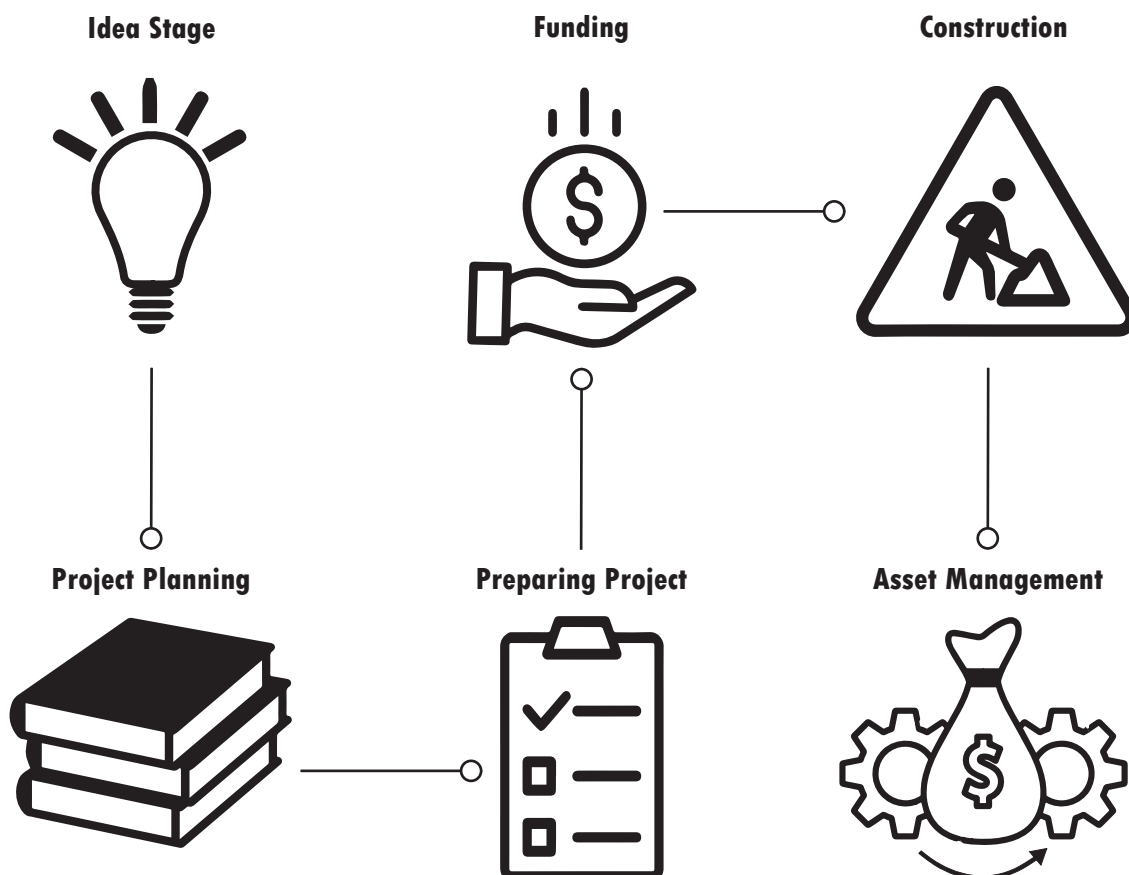 Idea Stage
Funding
Construction
$
Project Planning
Preparing Project
Asset Management
$